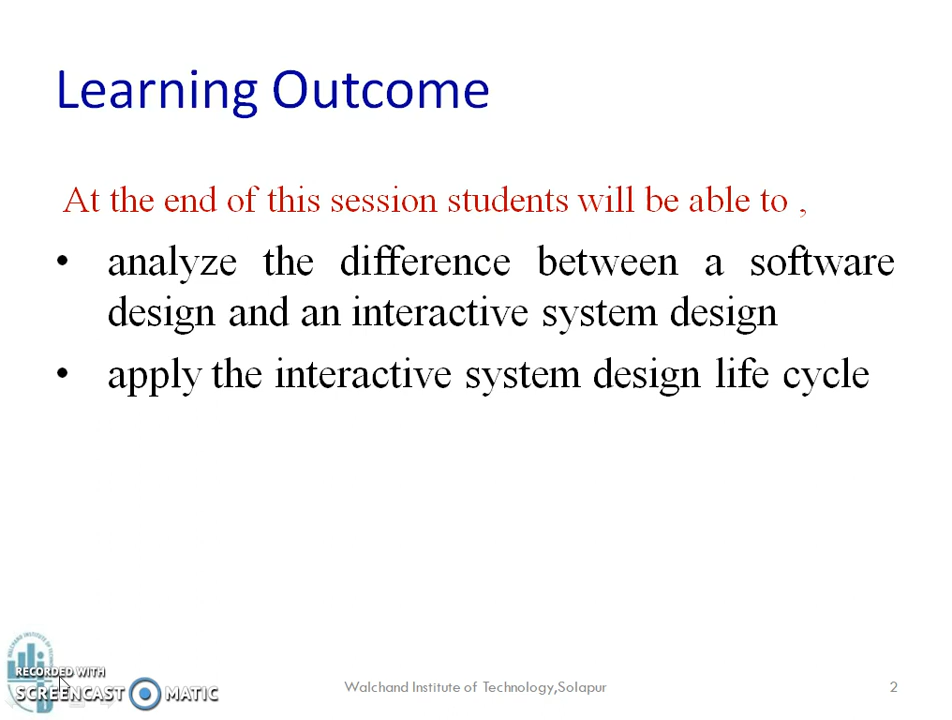 Learning Outcome
At the end of this session students will be able to ,
• analyze the difference between a software
design and an interactive system design
• apply the interactive system design life cycle
RECORDED WITH
SCREENCAST MATIC
Walchand Institute of Technology,Solapur
2